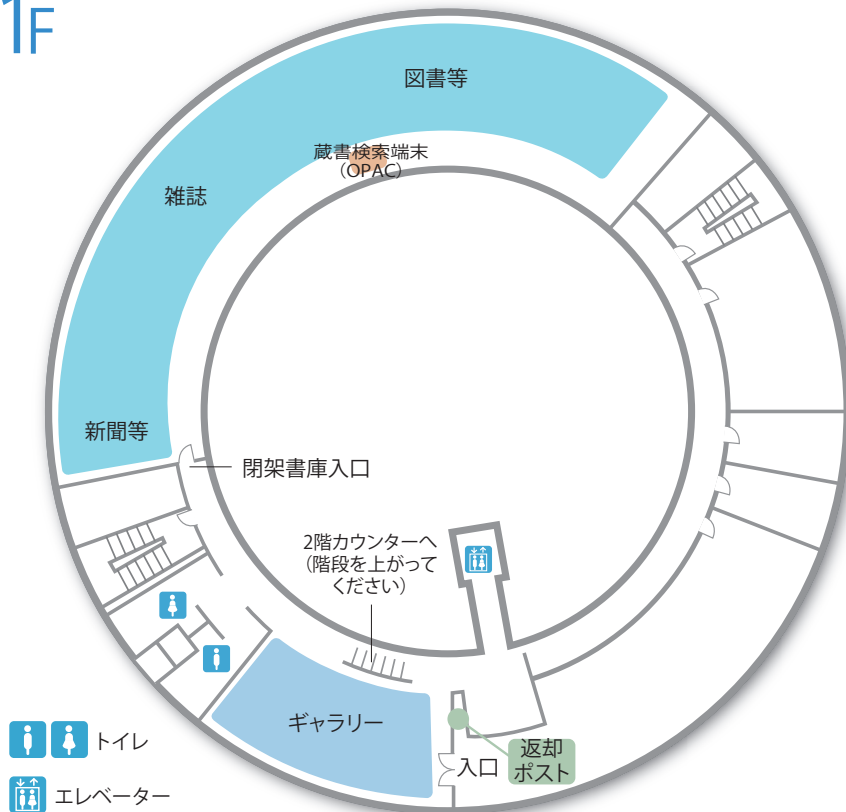 1F
図書等
蔵書検索端末
（OPAC）
雑誌
新聞等
閉架書庫入口
2階カウンターへ
（階段を上がって
ください）
ギャラリー
入口
返却
ポスト
トイレ
エレベーター